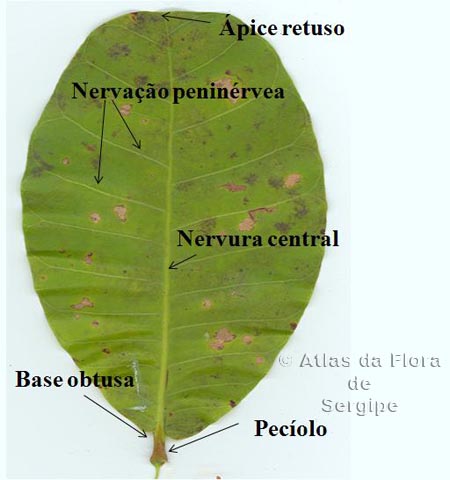 Ápice retuso
Nervação peninérvea
Nervura central
© Atlas da Flora
de
Sergipe
Base obtusa
Pecíolo